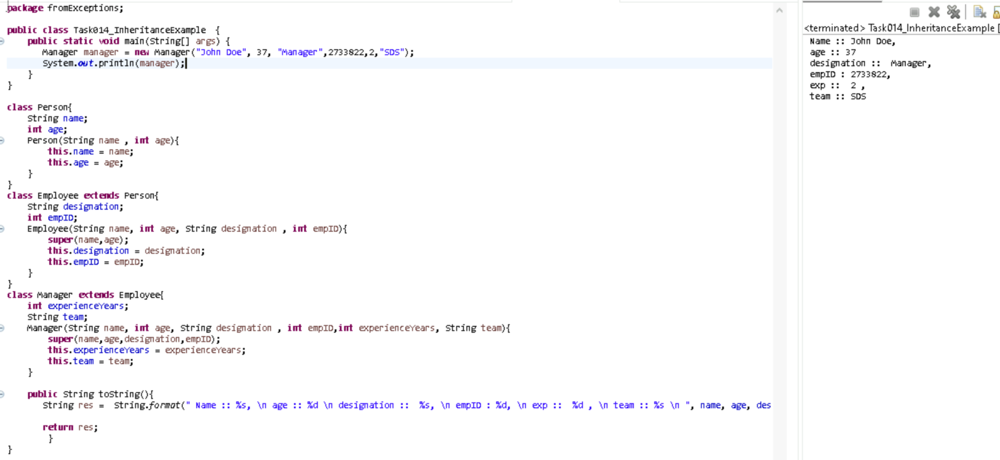 package fromExceptions;
public class Task014_InheritanceExample  {
public static void main(String[] args) {
Manager manager = new Manager("John Doe", 37, "Manager",2733822,2,"SDS");
System.out.println(manager);
}
}
class Person{
String name;
int age;
Person(String name , int age){
this.name = name;
this.age = age;
}
}
class Employee extends Person{
String designation;
int empID;
Employee(String name, int age, String designation , int empID){
super(name,age);
this.designation = designation;
this.empID = empID;
}
}
class Manager extends Employee{
int experienceYears;
String team;
Manager(String name, int age, String designation , int empID,int experienceYears, String team){
super(name,age,designation,empID);
this.experienceYears = experienceYears;
this.team = team;
}
public String toString(){
String res =  String.format(" Name :: %s, \n age :: %d \n designation ::  %s, \n empID : %d, \n exp ::  %d , \n team :: %s \n ", name, age, des
return res;
}
}
<terminated> Task014_InheritanceExample [
Name :: John Doe,
age :: 37
designation ::  Manager,
empID : 2733822,
exp ::  2 ,
team :: SDS